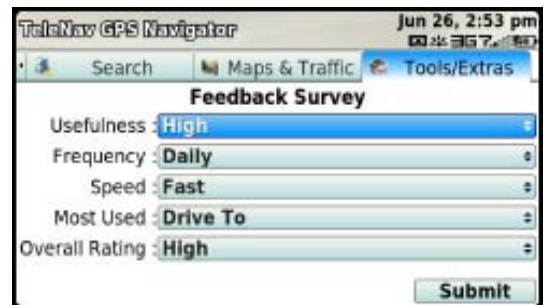 TeleNav GPS Navigator
Jun 26, 2:53 pm
3G
Search Maps & Traffic Tools/Extras
Feedback Survey
Usefulness : High
Frequency : Daily
Speed : Fast
Most Used : Drive To
Overall Rating : High
Submit